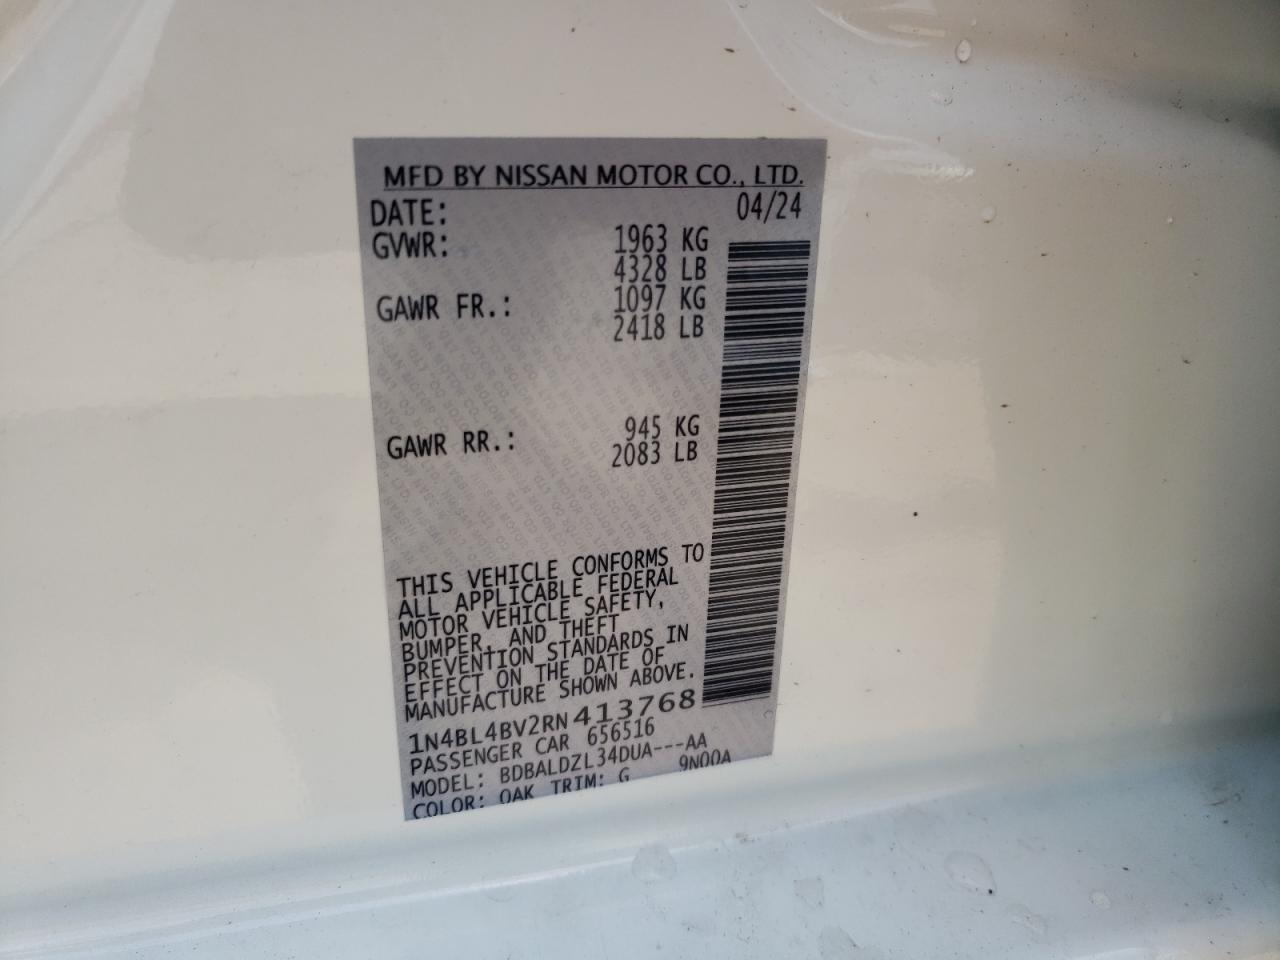 MFD BY NISSAN MOTOR CO., LTD.
DATE: 04/24
GVWR: 1963 KG
4328 LB
GAWR FR.: 1097 KG
2418 LB
GAWR RR.: 945 KG
2083 LB
THIS VEHICLE CONFORMS TO
ALL APPLICABLE FEDERAL
MOTOR VEHICLE SAFETY,
BUMPER, AND THEFT
PREVENTION STANDARDS IN
EFFECT ON THE DATE OF
MANUFACTURE SHOWN ABOVE.
1N4BL4BV2RN413768
PASSENGER CAR 656516
MODEL: BDBALDZL34DUA---AA
COLOR: QAK TRIM: G 9N00A